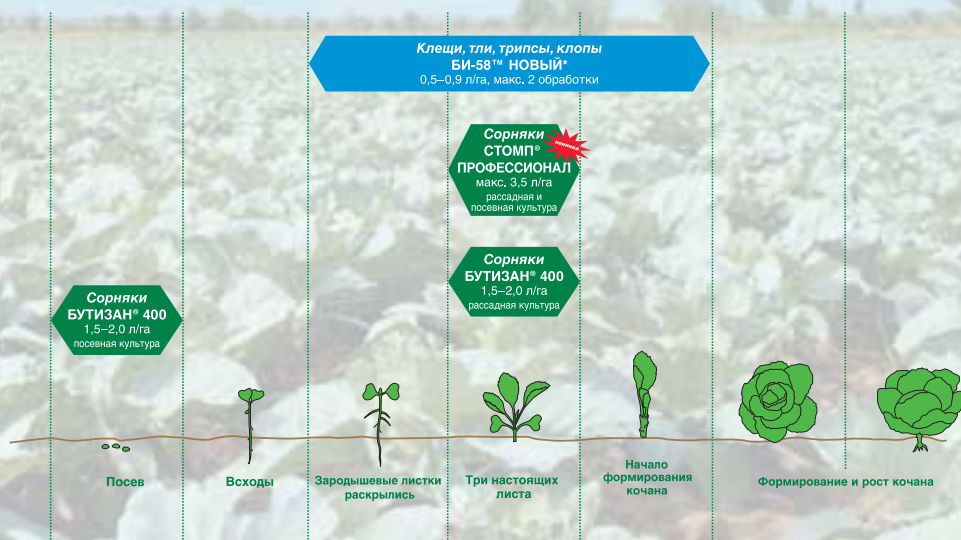 Клещи, тли, трипсы, клопы
БИ-58™ НОВЫЙ*
0,5–0,9 л/га, макс. 2 обработки
Сорняки
СТОМП®
новинка
ПРОФЕССИОНАЛ
макс. 3,5 л/га
рассадная и
посевная культура
Сорняки
БУТИЗАН® 400
1,5–2,0 л/га
рассадная культура
Сорняки
БУТИЗАН® 400
1,5–2,0 л/га
посевная культура
Посев
Всходы
Зародышевые листки
раскрылись
Три настоящих
листа
Начало
формирования
кочана
Формирование и рост кочана